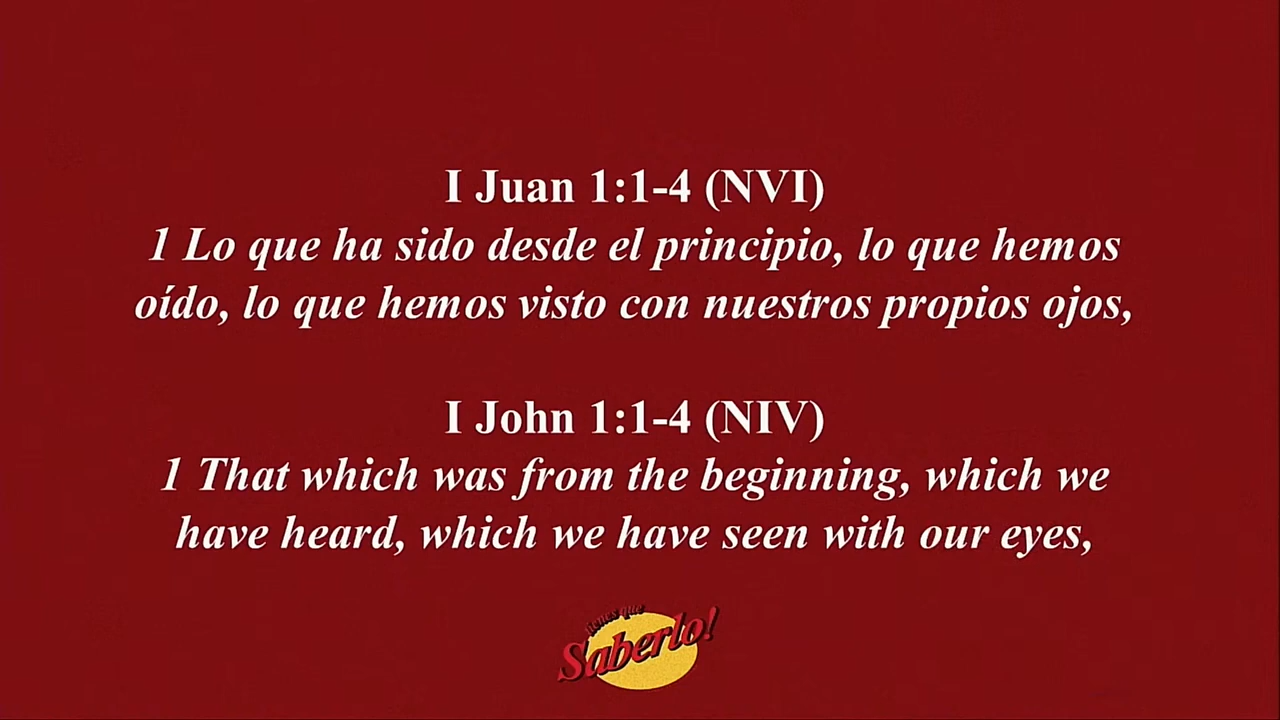 I Juan 1:1-4 (NVI)
1 Lo que ha sido desde el principio, lo que hemos
oído, lo que hemos visto con nuestros propios ojos,
I John 1:1-4 (NIV)
1 That which was from the beginning, which we
have heard, which we have seen with our eyes,
tienes que
Saberlo!